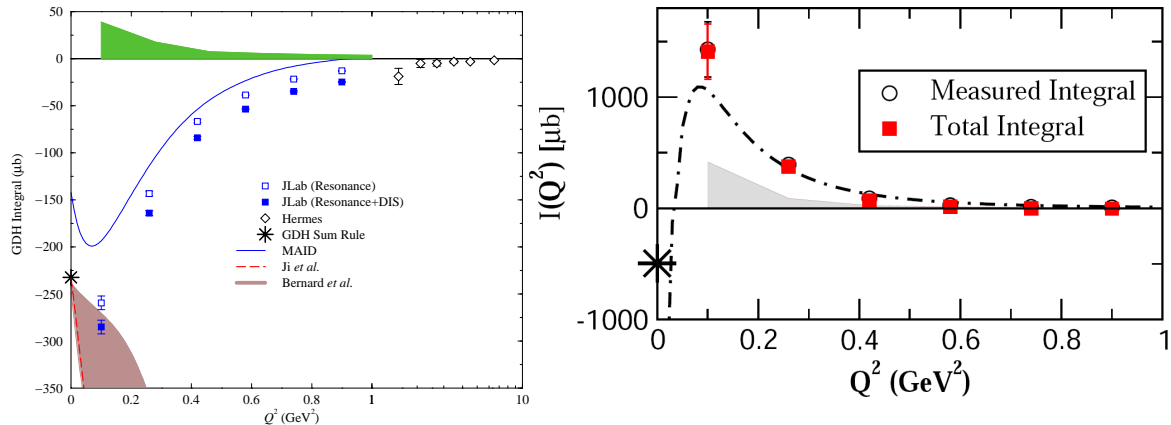 50
0
−50
−100
−150
−200
−250
−300
−350
GDH Integral (μb)
0
0.2
0.4
0.6
0.8
1
1
10
Q² (GeV²)
JLab (Resonance)
JLab (Resonance+DIS)
Hermes
GDH Sum Rule
MAID
Ji et al.
Bernard et al.
1000
0
-1000
I(Q²) [μb]
0
0.2
0.4
0.6
0.8
1
Q² (GeV²)
Measured Integral
Total Integral